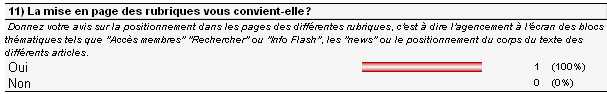 11) La mise en page des rubriques vous convient-elle?
Donnez votre avis sur la positionnement dans les pages des différentes rubriques, c'est à dire l'agencement à l'écran des blocs
thématiques tels que "Accès membres" "Rechercher" ou "Info Flash", les "news" ou le positionnement du corps du texte des
différents articles.
Oui 1 (100%)
Non 0 (0%)